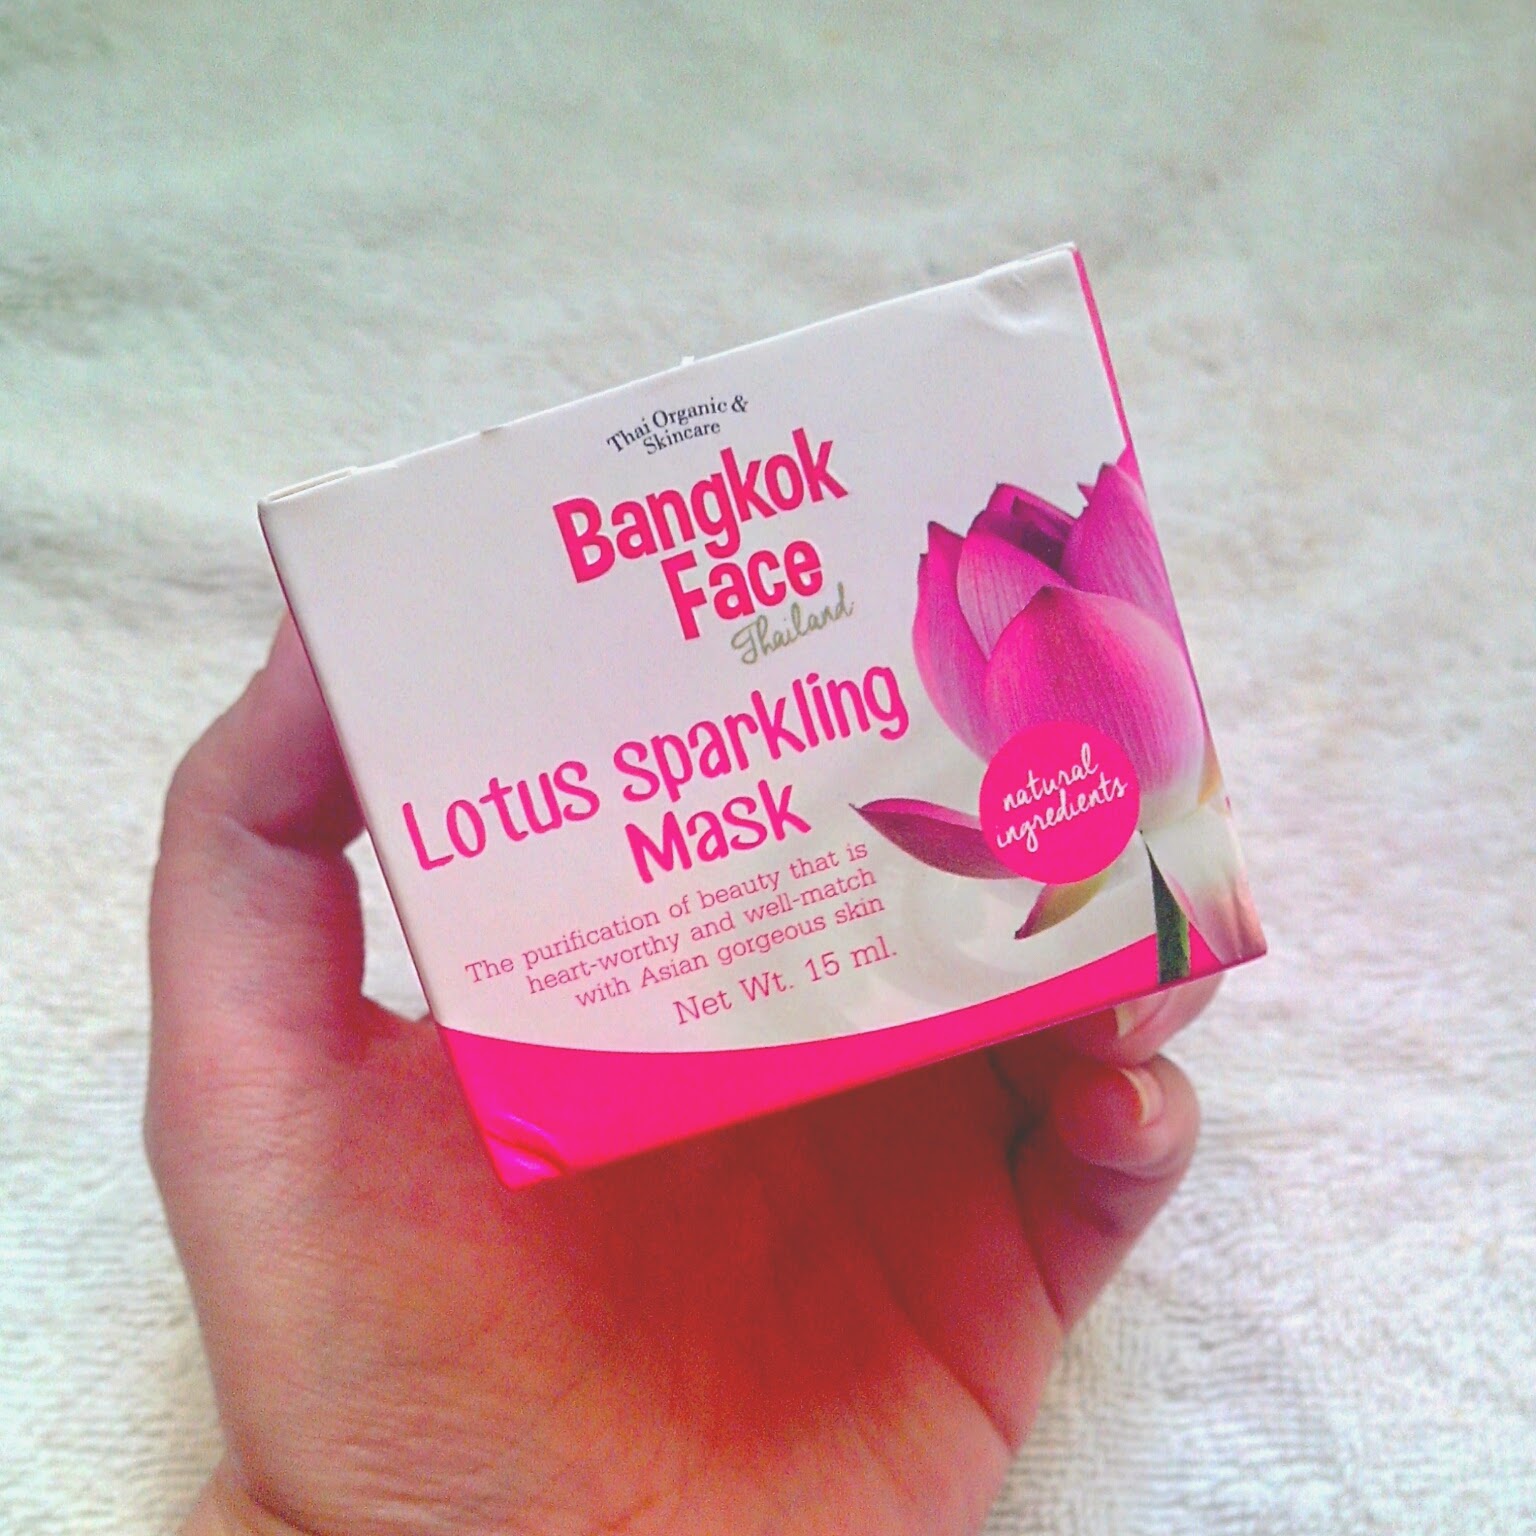 Thai Organic &
Skincare
Bangkok
Face
Thailand
Lotus sparkling
Mask
natural
ingredients
The purification of beauty that is
heart-worthy and well-match
with Asian gorgeous skin
Net Wt. 15 ml.